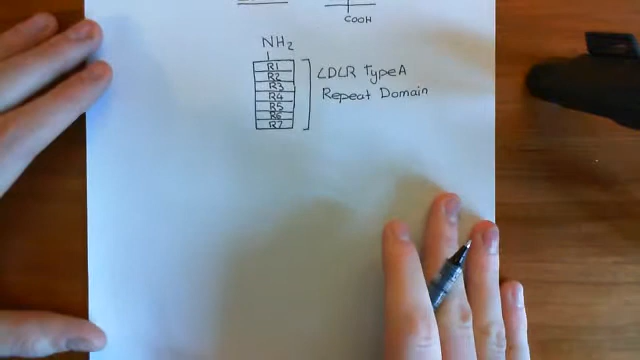 COOH
NH2
R1
R2
R3
R4
R5
R6
R7
LDLR Type A
Repeat Domain